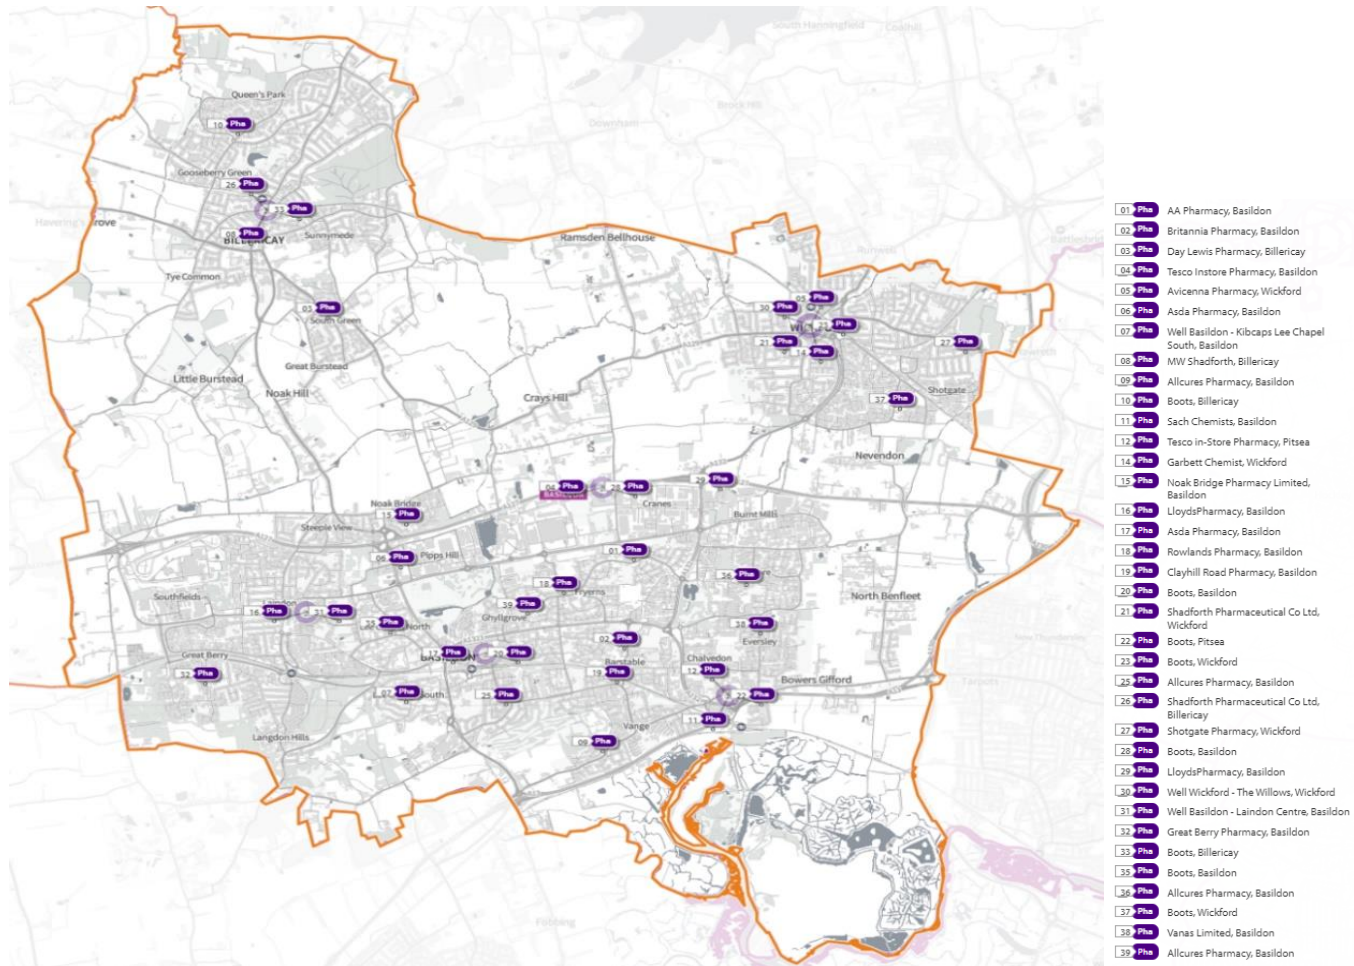 South Hanningfield
Queen's Park
Brock Hill
Downham
10 Pha
Gooseberry Green
26 Pha
33 Pha
08 Pha
BILLERICAY
Sunnymede
Ramsden Bellhouse
Runwell
Tye Common
03 Pha
South Green
05 Pha
30 Pha
23 Pha
21 Pha
14 Pha
27 Pha
Great Burstead
Little Burstead
Noak Hill
Crays Hill
Shotgate
37 Pha
Nevendon
04 Pha
28 Pha
29 Pha
BASILDON
Noak Bridge
15 Pha
Cranes
Burnt Mills
Steeple View
06 Pha
Pipps Hill
01 Pha
18 Pha
Fryerns
36 Pha
Southfields
39 Pha
Ghyllgrove
North Benfleet
Laindon
16 Pha
31 Pha
35 Pha
North
38 Pha
Eversley
02 Pha
17 Pha
20 Pha
BASILDON
Great Berry
32 Pha
Barstable
19 Pha
Chalvedon
12 Pha
Bowers Gifford
07 Pha
South
25 Pha
22 Pha
11 Pha
Vange
Langdon Hills
09 Pha
Tarpots
Fobbing
01 Pha AA Pharmacy, Basildon
02 Pha Britannia Pharmacy, Basildon
03 Pha Day Lewis Pharmacy, Billericay
04 Pha Tesco Instore Pharmacy, Basildon
05 Pha Avicenna Pharmacy, Wickford
06 Pha Asda Pharmacy, Basildon
07 Pha Well Basildon - Kibcaps Lee Chapel
South, Basildon
08 Pha MW Shadforth, Billericay
09 Pha Allcures Pharmacy, Basildon
10 Pha Boots, Billericay
11 Pha Sach Chemists, Basildon
12 Pha Tesco in-Store Pharmacy, Pitsea
14 Pha Garbett Chemist, Wickford
15 Pha Noak Bridge Pharmacy Limited,
Basildon
16 Pha LloydsPharmacy, Basildon
17 Pha Asda Pharmacy, Basildon
18 Pha Rowlands Pharmacy, Basildon
19 Pha Clayhill Road Pharmacy, Basildon
20 Pha Boots, Basildon
21 Pha Shadforth Pharmaceutical Co Ltd,
Wickford
22 Pha Boots, Pitsea
23 Pha Boots, Wickford
25 Pha Allcures Pharmacy, Basildon
26 Pha Shadforth Pharmaceutical Co Ltd,
Billericay
27 Pha Shotgate Pharmacy, Wickford
28 Pha Boots, Basildon
29 Pha LloydsPharmacy, Basildon
30 Pha Well Wickford - The Willows, Wickford
31 Pha Well Basildon - Laindon Centre, Basildon
32 Pha Great Berry Pharmacy, Basildon
33 Pha Boots, Billericay
35 Pha Boots, Basildon
36 Pha Allcures Pharmacy, Basildon
37 Pha Boots, Wickford
38 Pha Vanas Limited, Basildon
39 Pha Allcures Pharmacy, Basildon